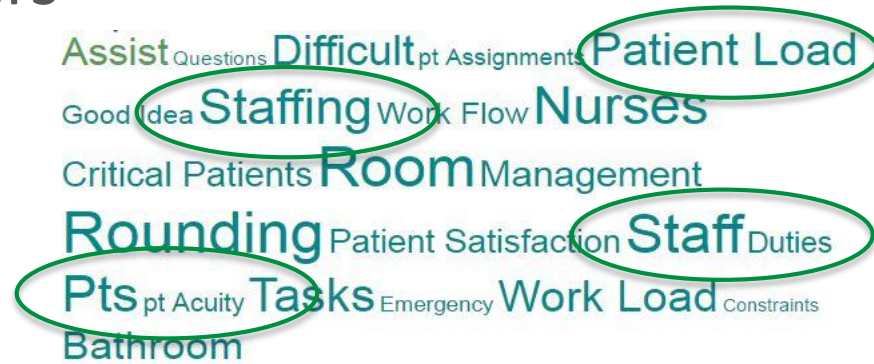 Assist Questions Difficult pt Assignments Patient Load
Good Idea Staffing Work Flow Nurses
Critical Patients Room Management
Rounding Patient Satisfaction Staff Duties
Pts pt Acuity Tasks Emergency Work Load Constraints
Bathroom